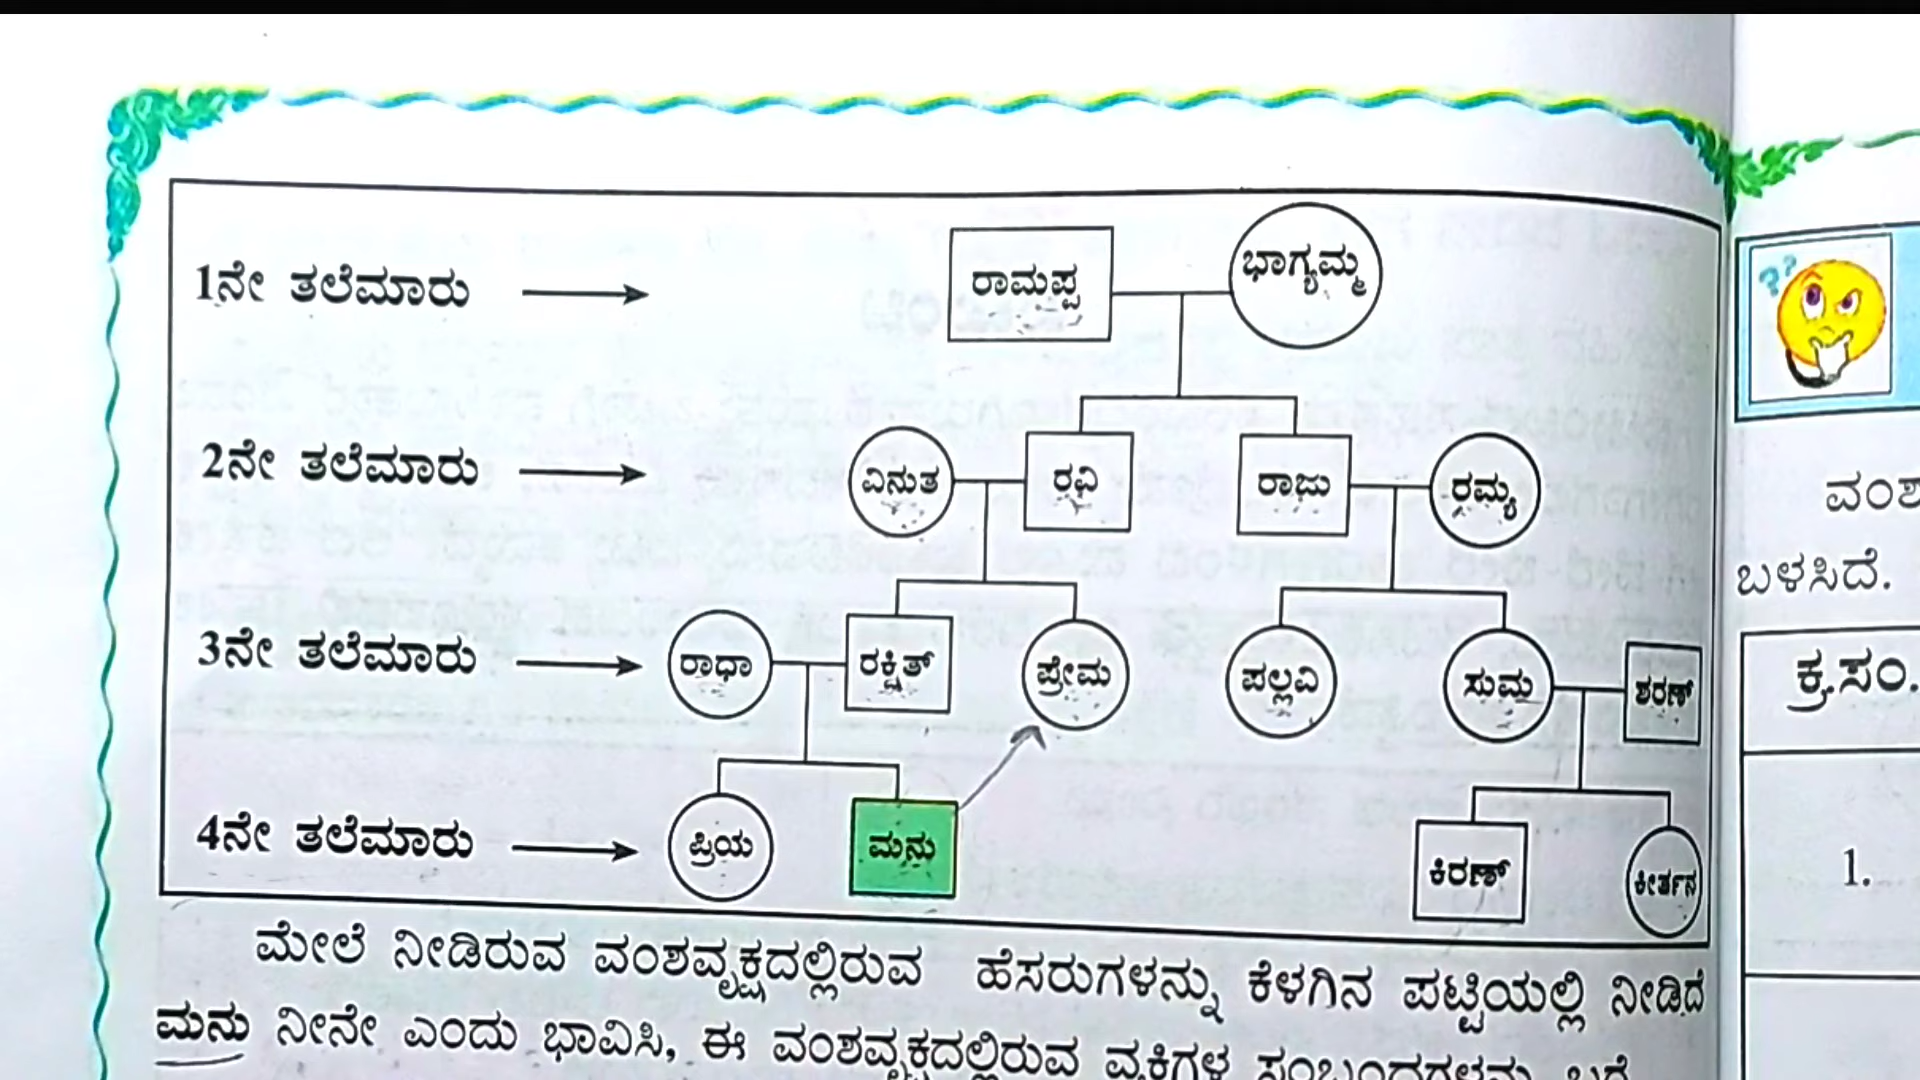 1ನೇ ತಲೆಮಾರು ರಾಮಪ್ಪ ಭಾಗ್ಯಮ್ಮ
2ನೇ ತಲೆಮಾರು ವಿನುತ ರವಿ ರಾಜು ರಮ್ಯ
3ನೇ ತಲೆಮಾರು ರಾಧಾ ರಕ್ಷಿತ್ ಪ್ರೇಮ ಪಲ್ಲವಿ ಸುಮ ಶರಣ್
4ನೇ ತಲೆಮಾರು ಪ್ರಿಯ ಮನು ಕಿರಣ್ ಕೀರ್ತನ
ಮೇಲೆ ನೀಡಿರುವ ವಂಶವೃಕ್ಷದಲ್ಲಿರುವ ಹೆಸರುಗಳನ್ನು ಕೆಳಗಿನ ಪಟ್ಟಿಯಲ್ಲಿ ನೀಡಿದೆ
ಮನು ನೀನೇ ಎಂದು ಭಾವಿಸಿ, ಈ ವಂಶವೃಕ್ಷದಲ್ಲಿರುವ
ಬಳಸಿದೆ.
ಕ್ರ.ಸಂ.
1.